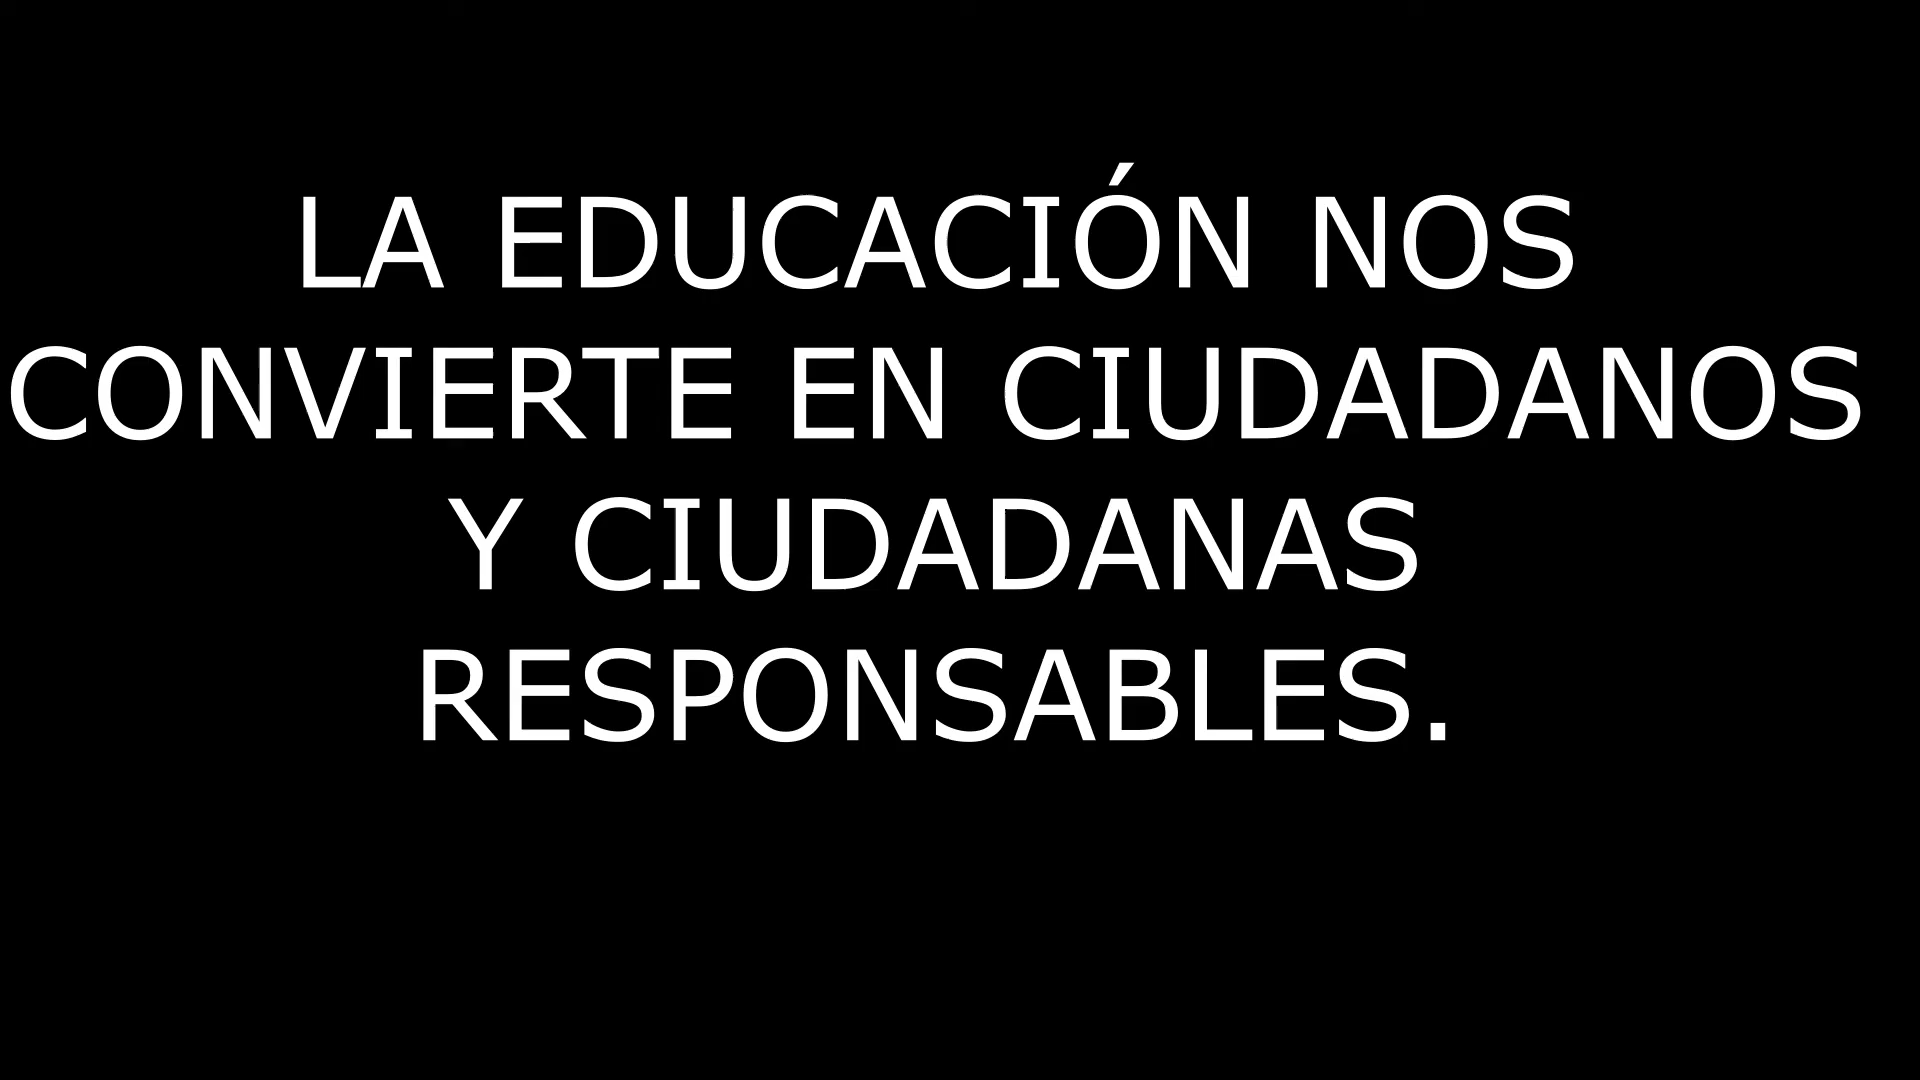 LA EDUCACIÓN NOS
CONVIERTE EN CIUDADANOS
Y CIUDADANAS
RESPONSABLES.